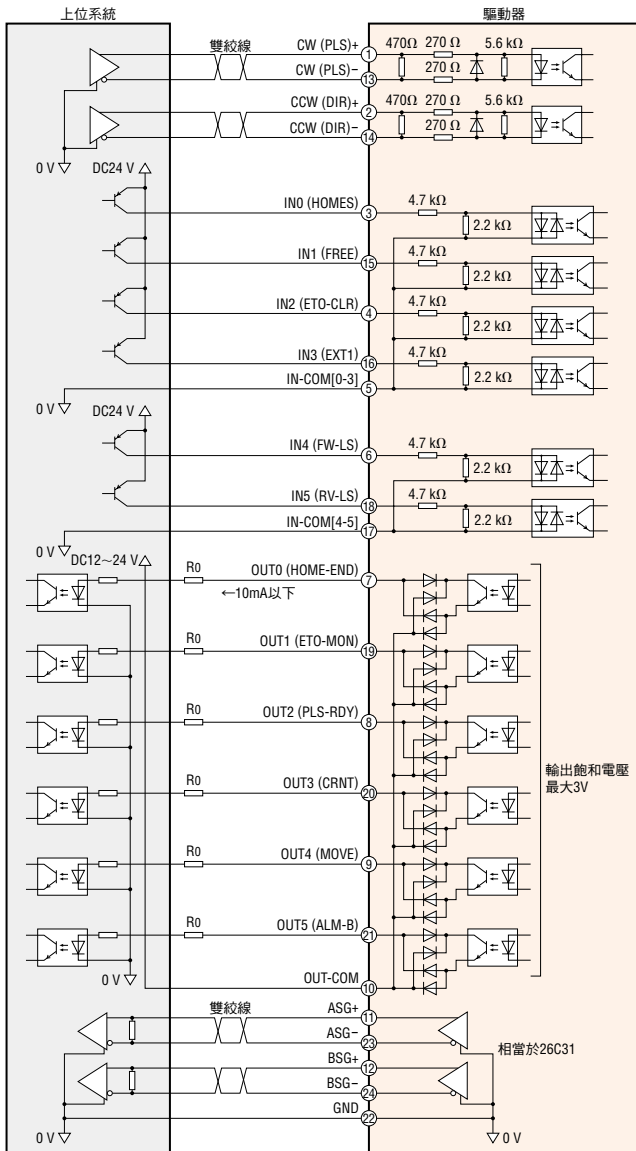 上位系統
驅動器
雙絞線
CW (PLS)+
1
470Ω
270 Ω
5.6 kΩ
CW (PLS)−
13
270 Ω
CCW (DIR)+
2
470Ω
270 Ω
5.6 kΩ
CCW (DIR)−
14
270 Ω
0 V
DC24 V
IN0 (HOMES)
3
4.7 kΩ
2.2 kΩ
IN1 (FREE)
15
4.7 kΩ
2.2 kΩ
IN2 (ETO-CLR)
4
4.7 kΩ
2.2 kΩ
IN3 (EXT1)
16
4.7 kΩ
2.2 kΩ
IN-COM[0-3]
5
0 V
DC24 V
IN4 (FW-LS)
6
4.7 kΩ
2.2 kΩ
IN5 (RV-LS)
18
4.7 kΩ
2.2 kΩ
IN-COM[4-5]
17
0 V
DC12～24 V
R0
OUT0 (HOME-END)
7
←10mA以下
R0
OUT1 (ETO-MON)
19
R0
OUT2 (PLS-RDY)
8
輸出飽和電壓
最大3V
R0
OUT3 (CRNT)
20
R0
OUT4 (MOVE)
9
R0
OUT5 (ALM-B)
21
0 V
OUT-COM
10
雙絞線
ASG+
11
ASG−
23
相當於26C31
BSG+
12
BSG−
24
GND
22
0 V
0 V